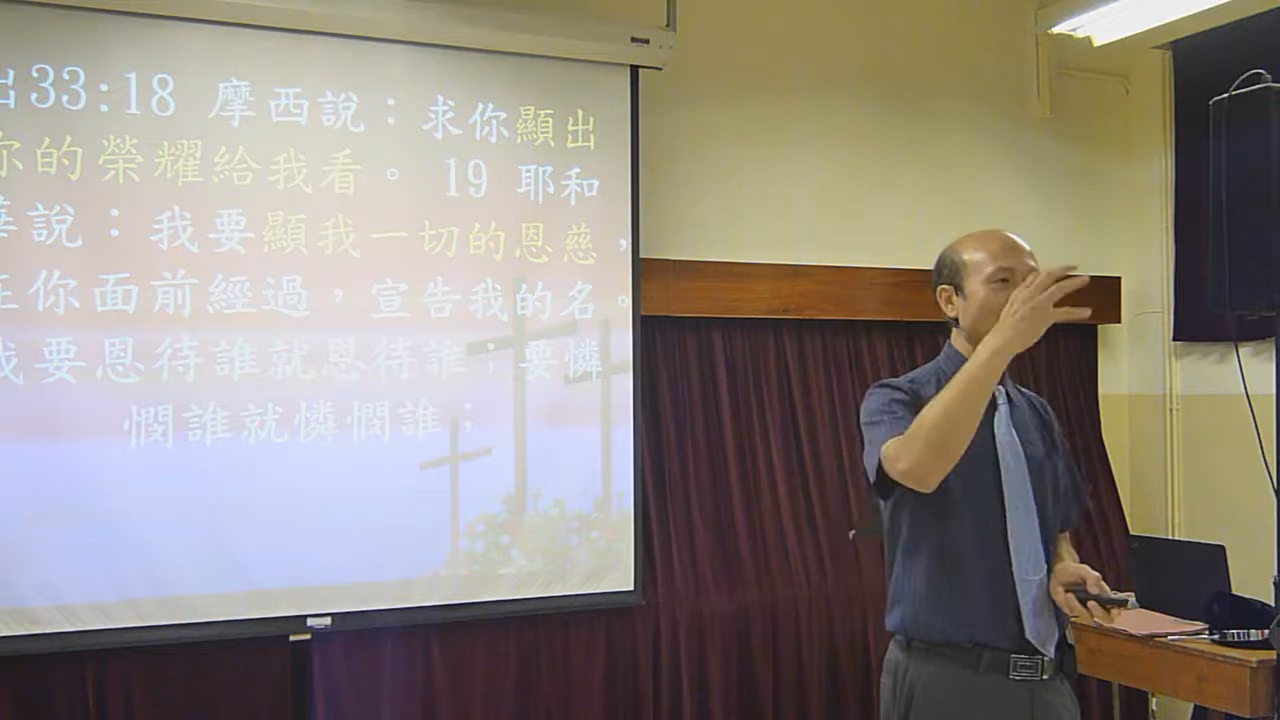 出33:18 摩西說：求你顯出
你的榮耀給我看。 19 耶和
華說：我要顯我一切的恩慈，
在你面前經過，宣告我的名。
我要恩待誰就恩待誰；要憐
憫誰就憐憫誰；